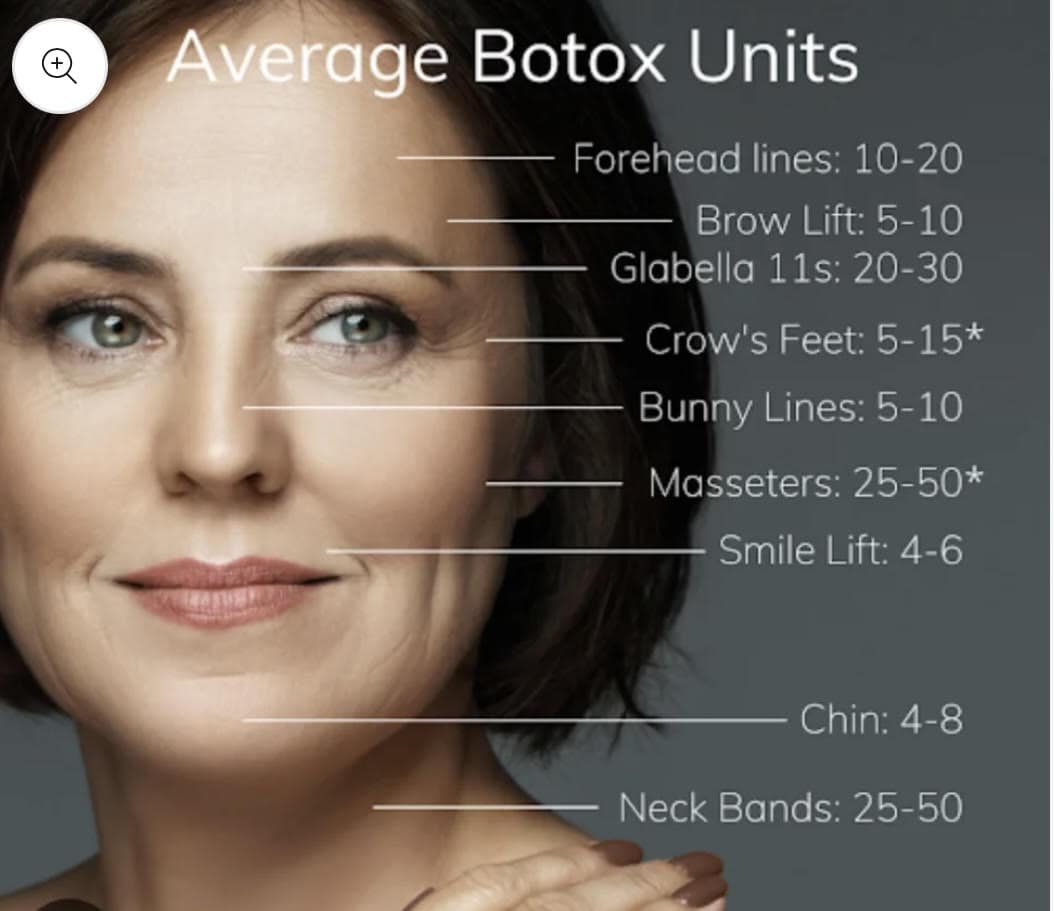 Average Botox Units
Forehead lines: 10-20
Brow Lift: 5-10
Glabella 11s: 20-30
Crow's Feet: 5-15*
Bunny Lines: 5-10
Masseters: 25-50*
Smile Lift: 4-6
Chin: 4-8
Neck Bands: 25-50